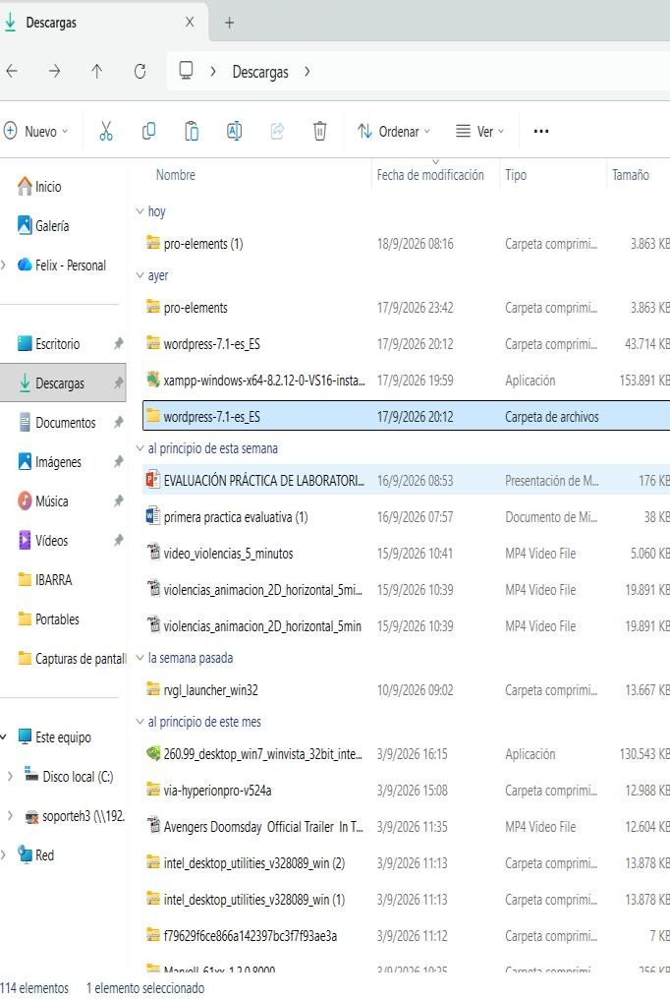 Descargas
Descargas
Nuevo
Ordenar
Ver
Nombre Fecha de modificación Tipo Tamaño
Inicio
Galería
Felix - Personal
Escritorio
Descargas
Documentos
Imágenes
Música
Vídeos
IBARRA
Portables
Capturas de pantall
Este equipo
Disco local (C:)
soporteh3 (\\192.
Red
hoy
pro-elements (1) 18/9/2026 08:16 Carpeta comprimi... 3.863 KB
ayer
pro-elements 17/9/2026 23:42 Carpeta comprimi... 3.863 KB
wordpress-7.1-es_ES 17/9/2026 20:12 Carpeta comprimi... 43.714 KB
xampp-windows-x64-8.2.12-0-VS16-insta... 17/9/2026 19:59 Aplicación 153.891 KB
wordpress-7.1-es_ES 17/9/2026 20:12 Carpeta de archivos
al principio de esta semana
EVALUACIÓN PRÁCTICA DE LABORATORI... 16/9/2026 08:53 Presentación de M... 176 KB
primera practica evaluativa (1) 16/9/2026 07:57 Documento de Mi... 38 KB
video_violencias_5_minutos 15/9/2026 10:41 MP4 Video File 5.060 KB
violencias_animacion_2D_horizontal_5mi... 15/9/2026 10:39 MP4 Video File 19.891 KB
violencias_animacion_2D_horizontal_5min 15/9/2026 10:39 MP4 Video File 19.891 KB
la semana pasada
rvgl_launcher_win32 10/9/2026 09:02 Carpeta comprimi... 13.667 KB
al principio de este mes
260.99_desktop_win7_winvista_32bit_inte... 3/9/2026 16:15 Aplicación 130.543 KB
via-hyperionpro-v524a 3/9/2026 15:08 Carpeta comprimi... 12.988 KB
Avengers Doomsday Official Trailer In T... 3/9/2026 11:35 MP4 Video File 12.604 KB
intel_desktop_utilities_v328089_win (2) 3/9/2026 11:13 Carpeta comprimi... 13.878 KB
intel_desktop_utilities_v328089_win (1) 3/9/2026 11:13 Carpeta comprimi... 13.878 KB
f79629f6ce866a142397bc3f7f93ae3a 3/9/2026 11:12 Carpeta comprimi... 7 KB
Marvell_61xx_1.2.0.8000 3/9/2026 10:25 Carpeta comprimi... 256 KB
114 elementos 1 elemento seleccionado